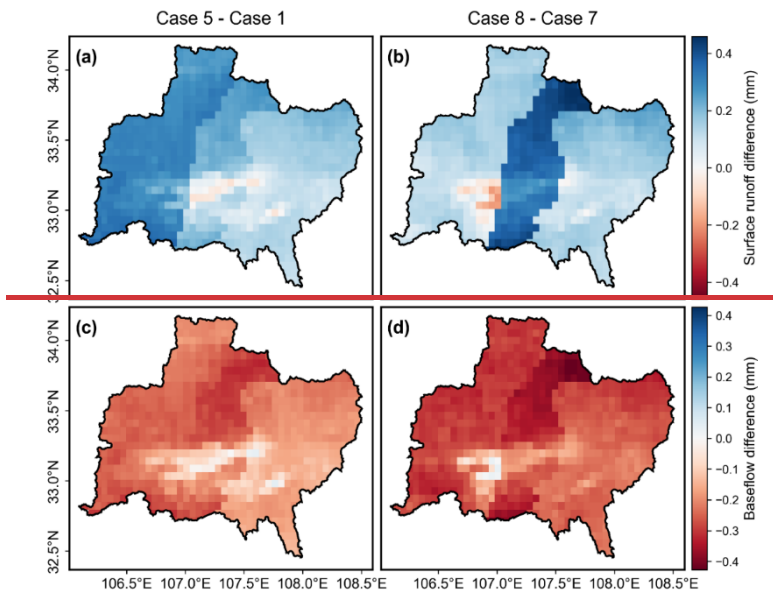 Case 5 - Case 1
Case 8 - Case 7
(a)
(b)
34.0°N
33.5°N
33.0°N
32.5°N
0.4
0.2
0.0
−0.2
−0.4
Surface runoff difference (mm)
(c)
(d)
34.0°N
33.5°N
33.0°N
32.5°N
0.4
0.3
0.2
0.1
0.0
−0.1
−0.2
−0.3
−0.4
Baseflow difference (mm)
106.5°E 107.0°E 107.5°E 108.0°E 108.5°E
106.5°E 107.0°E 107.5°E 108.0°E 108.5°E